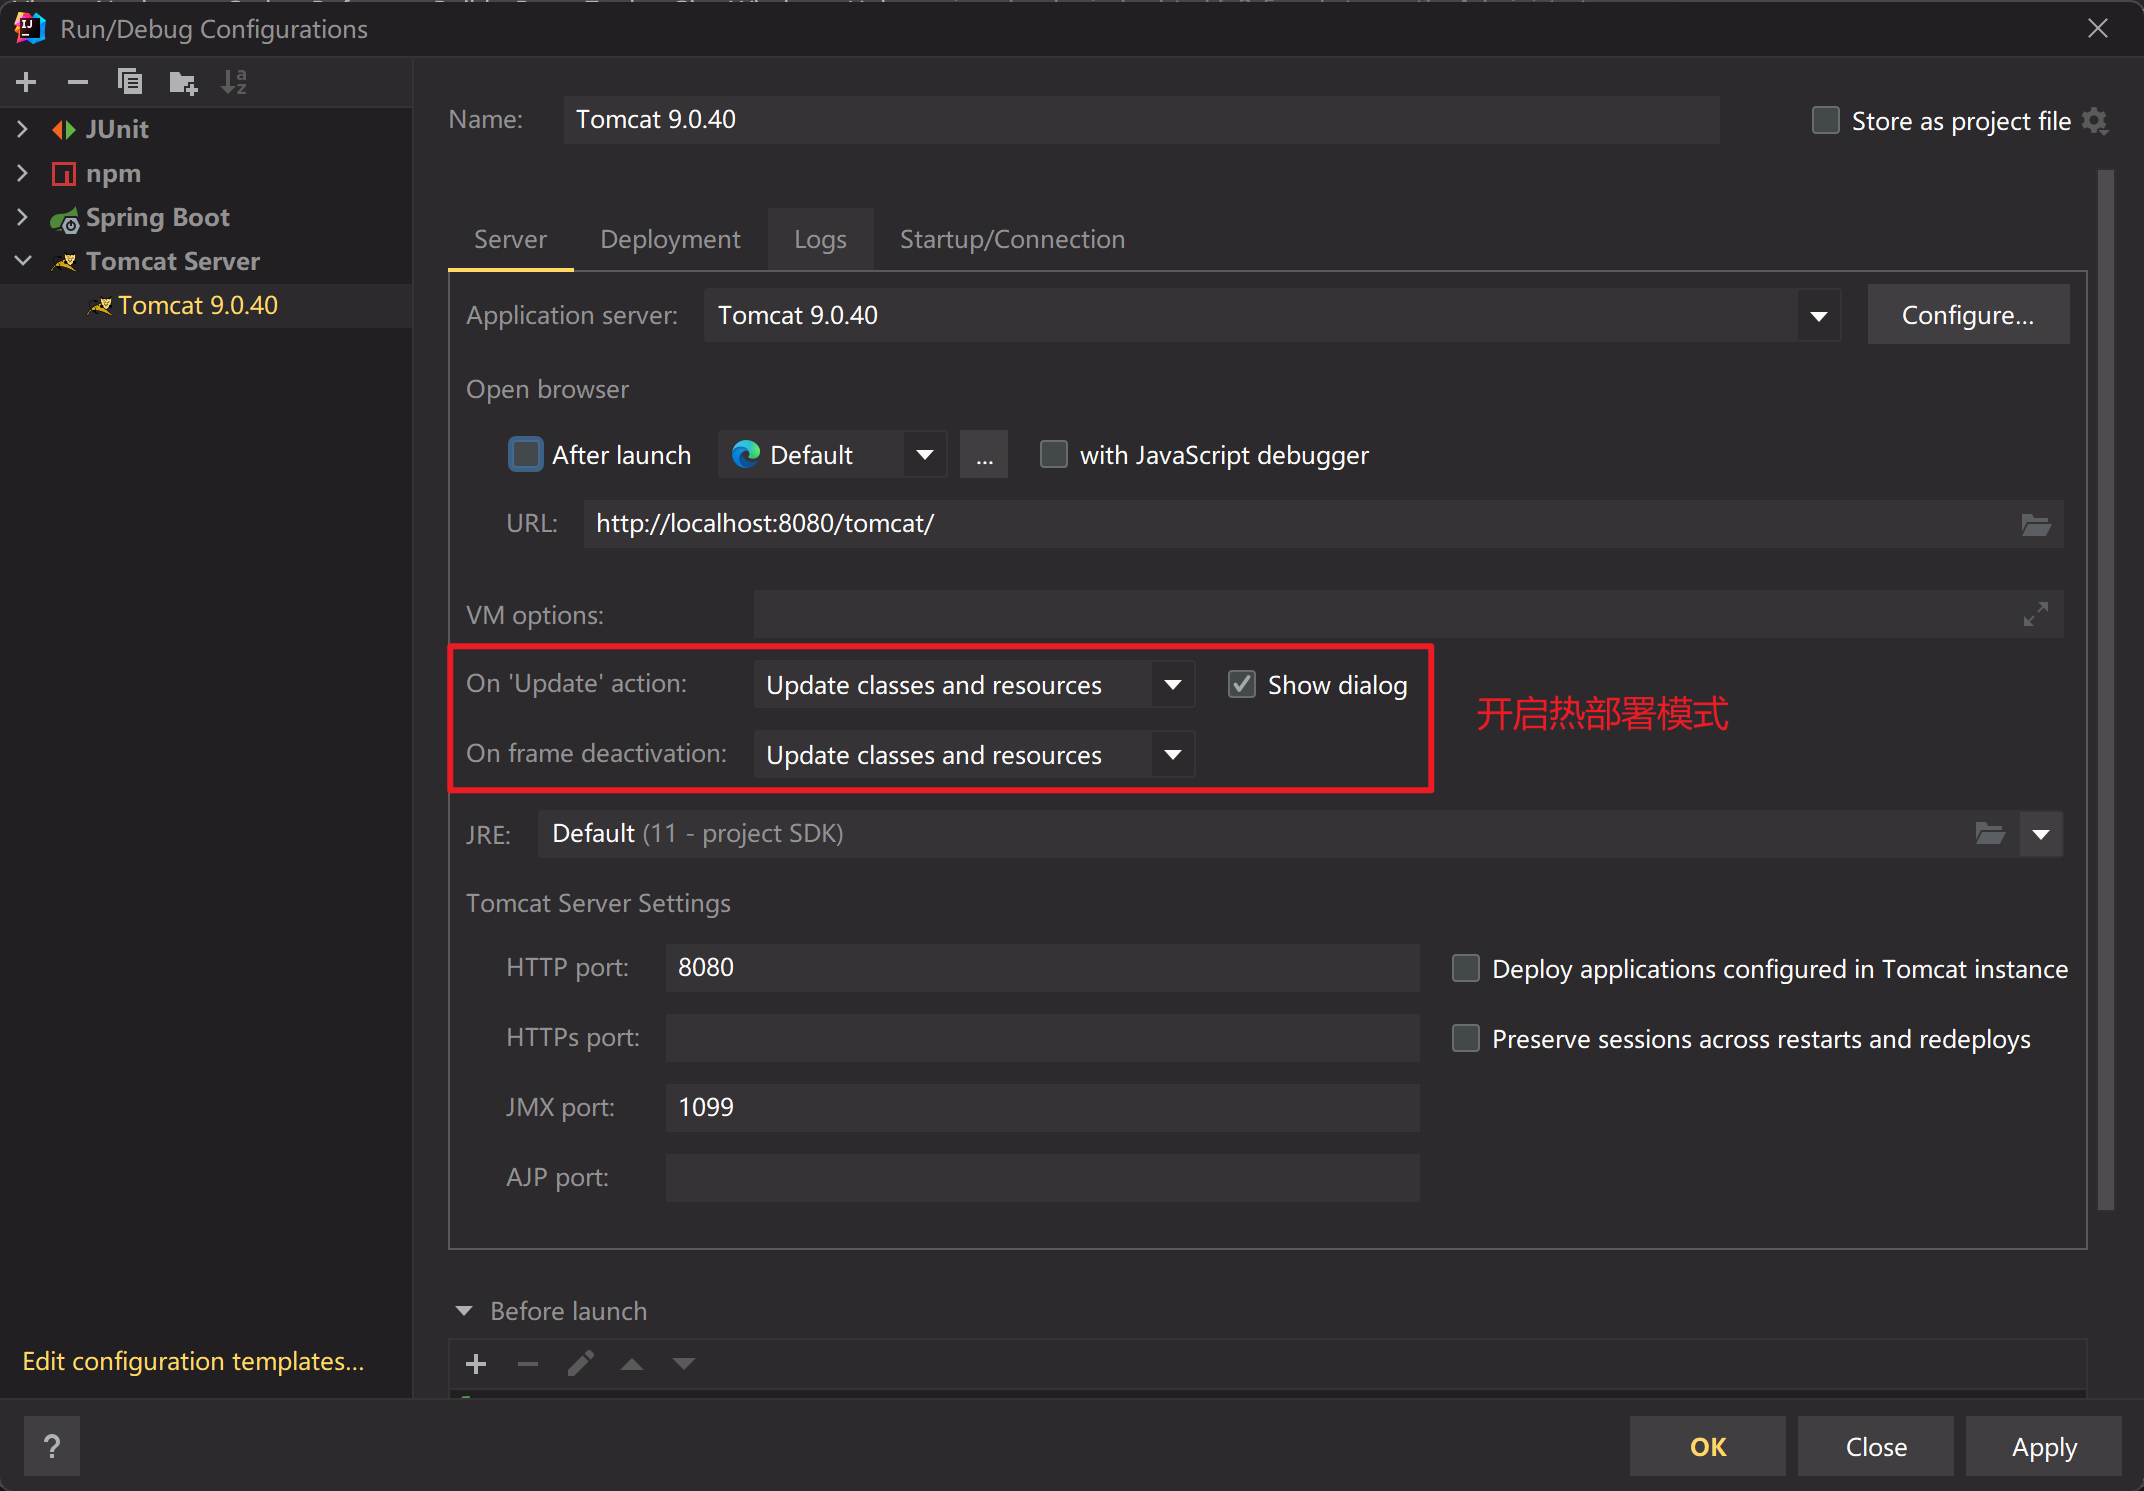 Run/Debug Configurations
JUnit
npm
Spring Boot
Tomcat Server
Tomcat 9.0.40
Edit configuration templates...
Name: Tomcat 9.0.40
Store as project file
Server Deployment Logs Startup/Connection
Application server: Tomcat 9.0.40 Configure...
Open browser
After launch Default ... with JavaScript debugger
URL: http://localhost:8080/tomcat/
VM options:
On 'Update' action: Update classes and resources Show dialog
On frame deactivation: Update classes and resources
开启热部署模式
JRE: Default (11 - project SDK)
Tomcat Server Settings
HTTP port: 8080 Deploy applications configured in Tomcat instance
HTTPs port: Preserve sessions across restarts and redeploys
JMX port: 1099
AJP port:
Before launch
? OK Close Apply